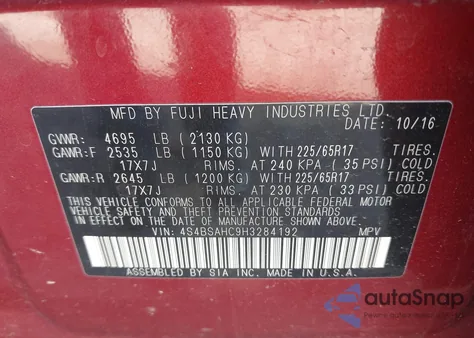 MFD BY FUJI HEAVY INDUSTRIES LTD.
DATE: 10/16
GVWR: 4695 LB (2130 KG)
GAWR:F 2535 LB (1150 KG) WITH 225/65R17 TIRES.
17X7J RIMS. AT 240 KPA (35 PSI) COLD
GAWR:R 2645 LB (1200 KG) WITH 225/65R17 TIRES.
17X7J RIMS. AT 230 KPA (33 PSI) COLD
THIS VEHICLE CONFORMS TO ALL APPLICABLE FEDERAL MOTOR
VEHICLE SAFETY, BUMPER, AND THEFT PREVENTION STANDARDS
IN EFFECT ON THE DATE OF MANUFACTURE SHOWN ABOVE.
VIN: 4S4BSAHC9H3284192 MPV
ASSEMBLED BY SIA INC. MADE IN U.S.A.
autoSnap